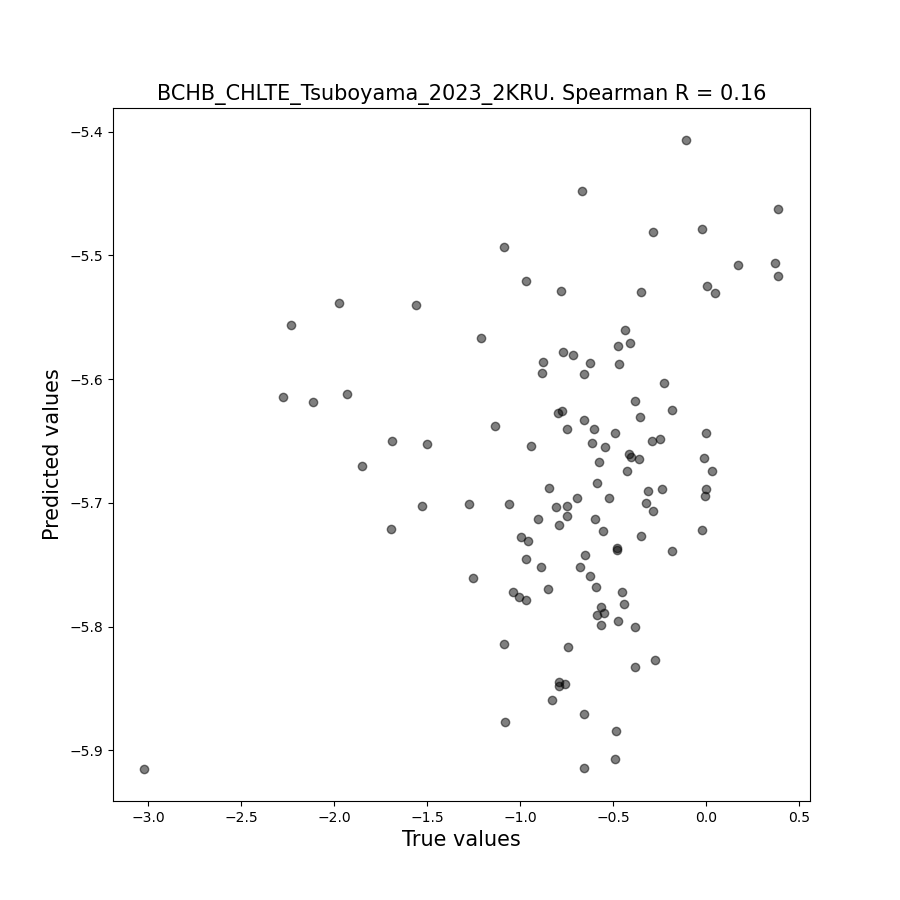 BCHB_CHLTE_Tsuboyama_2023_2KRU. Spearman R = 0.16
Predicted values
−5.4
−5.5
−5.6
−5.7
−5.8
−5.9
−3.0 −2.5 −2.0 −1.5 −1.0 −0.5 0.0 0.5
True values